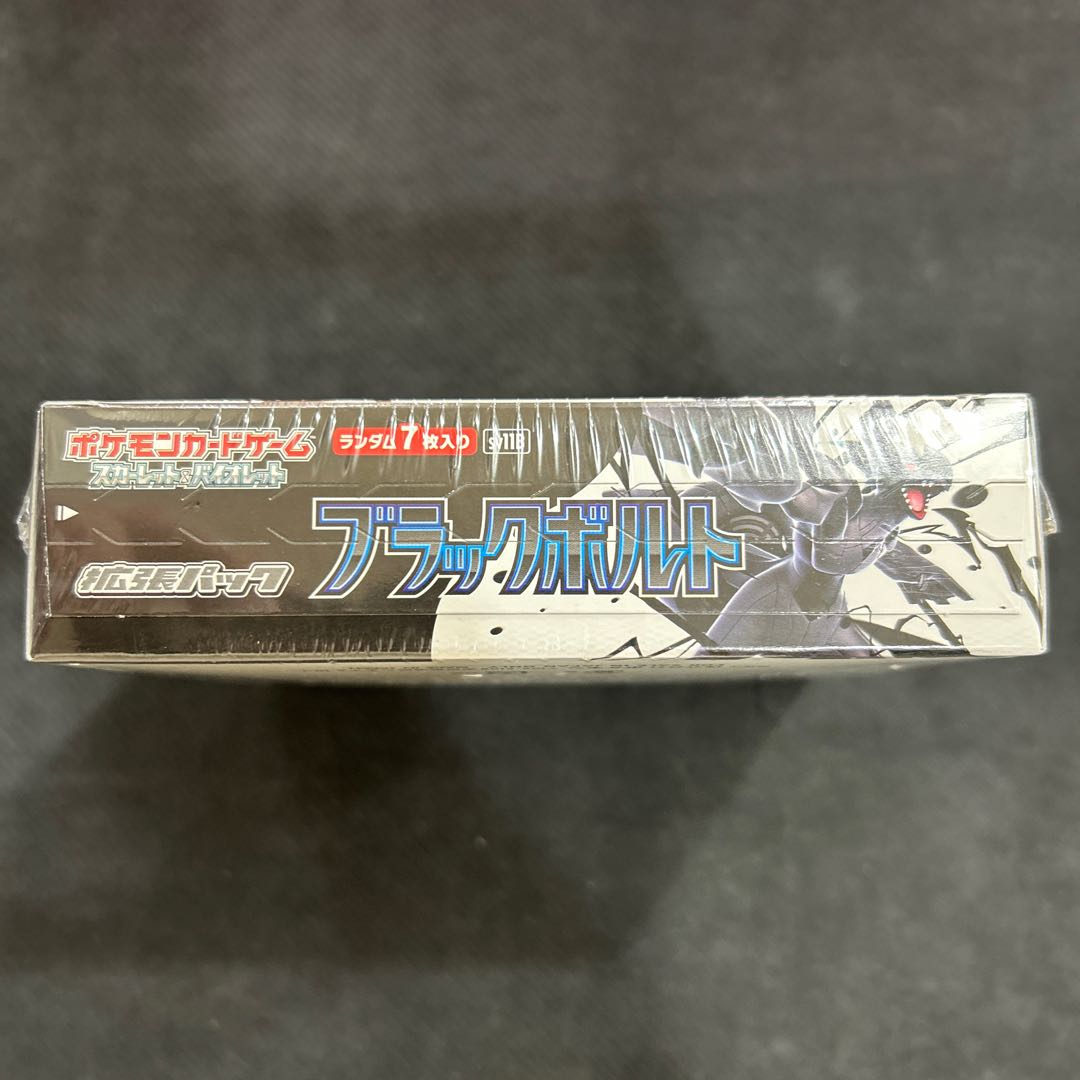 ポケモンカードゲーム
スカーレット&バイオレット
ランダム7枚入り
sv11B
拡張パック
ブラックボルト